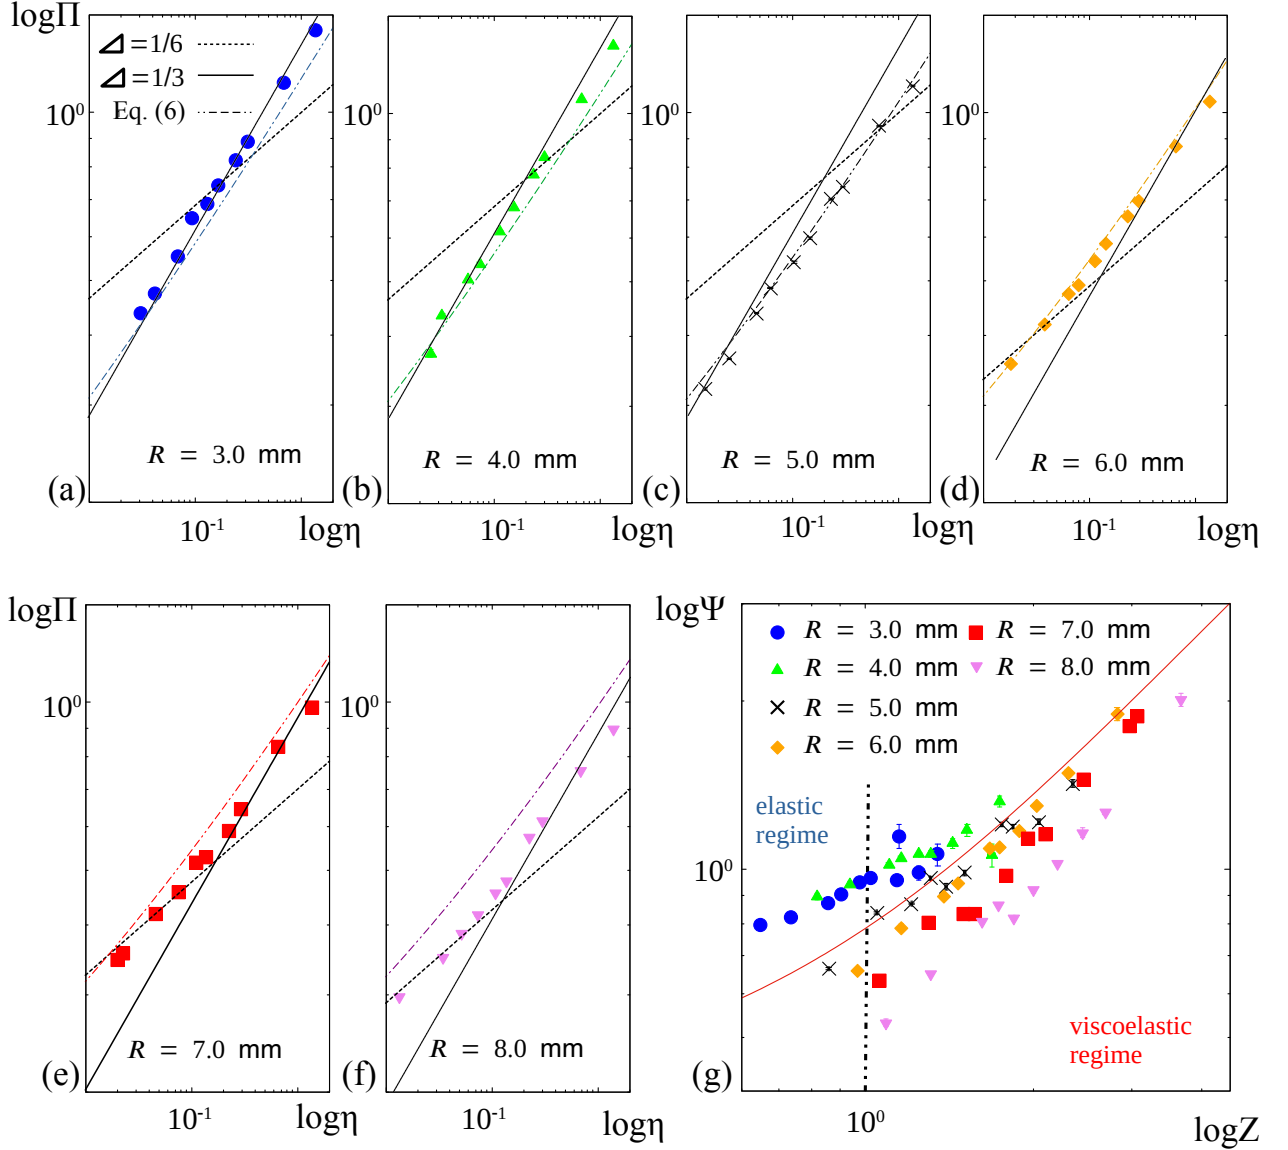 logΠ
=1/6
=1/3
Eq. (6)
10⁰
10⁰
10⁰
10⁰
R = 3.0 mm
R = 4.0 mm
R = 5.0 mm
R = 6.0 mm
(a)
(b)
(c)
(d)
10⁻¹
logη
10⁻¹
logη
10⁻¹
logη
10⁻¹
logη
logΠ
10⁰
10⁰
R = 7.0 mm
R = 8.0 mm
(e)
(f)
10⁻¹
logη
10⁻¹
logη
logΨ
R = 3.0 mm
R = 7.0 mm
R = 4.0 mm
R = 8.0 mm
R = 5.0 mm
R = 6.0 mm
elastic
regime
10⁰
viscoelastic
regime
(g)
10⁰
logZ